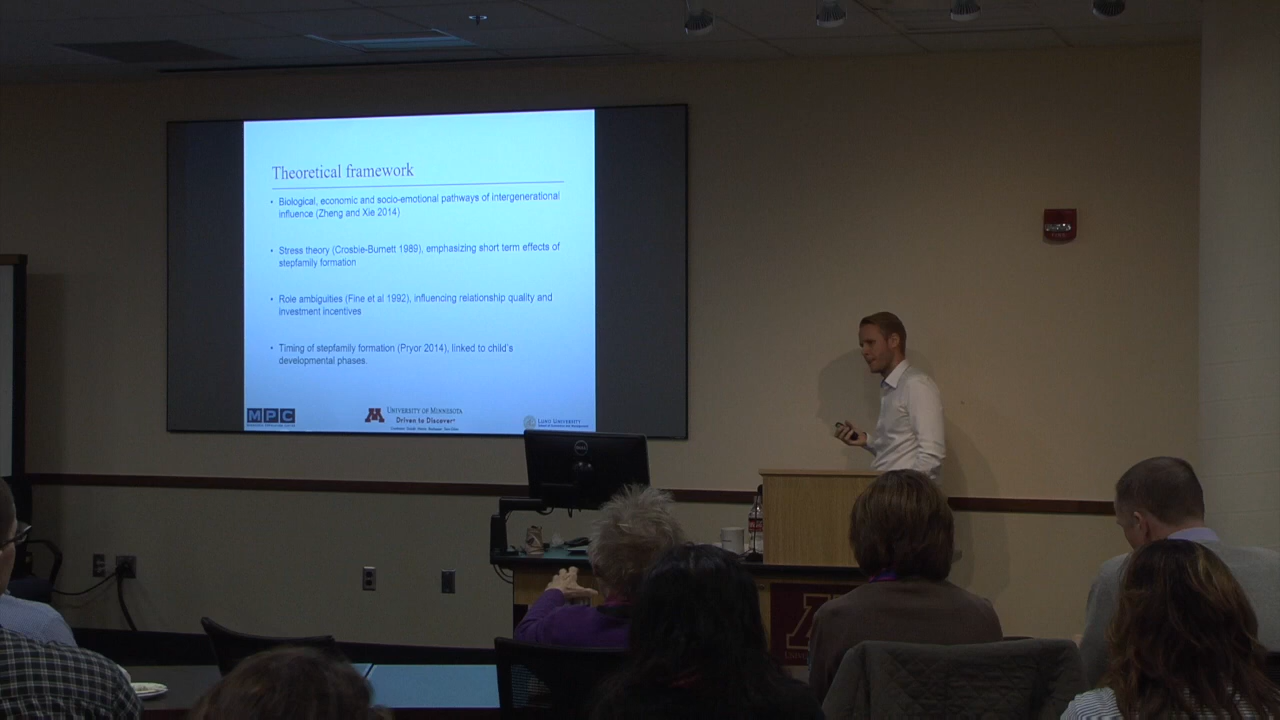 Theoretical framework
• Biological, economic and socio-emotional pathways of intergenerational
influence (Zheng and Xie 2014)
• Stress theory (Crosbie-Burnett 1989), emphasizing short term effects of
stepfamily formation
• Role ambiguities (Fine et al 1992), influencing relationship quality and
investment incentives
• Timing of stepfamily formation (Pryor 2014), linked to child's
developmental phases.
MPC
UNIVERSITY OF MINNESOTA
Driven to Discover
LUND UNIVERSITY
DELL
FIRE